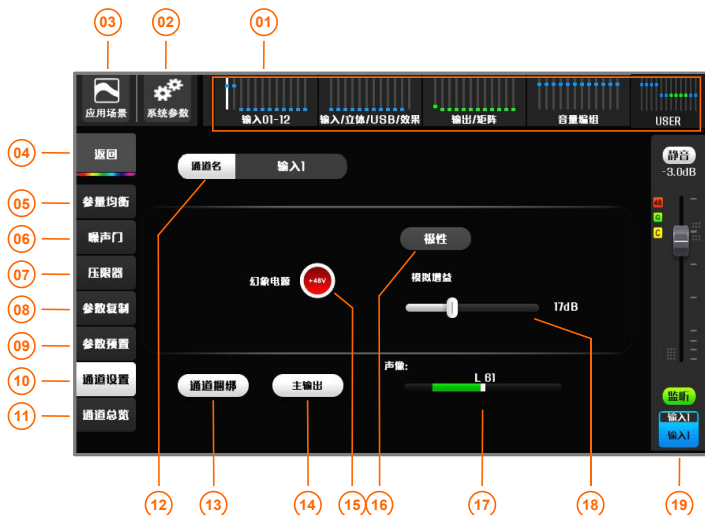 03
02
01
应用场景
系统参数
输入01-12
输入/立体/USB/效果
输出/矩阵
音量编组
USER
04
返回
通道名
输入1
静音
-3.0dB
05
参量均衡
48
G
C
06
噪声门
极性
07
压限器
幻象电源
+48V
模拟增益
08
参数复制
17dB
09
参数预置
声像:
10
通道设置
通道捆绑
主输出
L 61
11
通道总览
监听
输入1
输入1
12
13
14
15
16
17
18
19